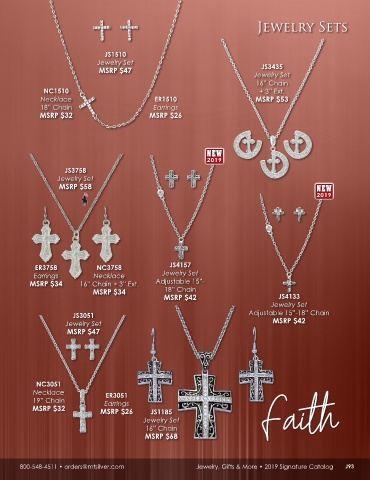 JEWELRY SETS
JS1510
Jewelry Set
MSRP $47
NC1510
Necklace
18" Chain
MSRP $32
ER1510
Earrings
MSRP $26
JS3435
Jewelry Set
16" Chain
+ 3" Ext
MSRP $53
JS3758
Jewelry Set
MSRP $58
ER3758
Earrings
MSRP $34
NC3758
Necklace
16" Chain + 3" Ext
MSRP $34
NEW
2019
JS4157
Jewelry Set
Adjustable 15"
18" Chain
MSRP $42
NEW
2019
JS4133
Jewelry Set
Adjustable 15"-18" Chain
MSRP $42
JS3051
Jewelry Set
MSRP $47
NC3051
Necklace
19" Chain
MSRP $32
ER3051
Earrings
MSRP $26
JS1185
Jewelry Set
16" Chain
MSRP $68
Faith
800-548-4511 • orders@mtsilver.com
Jewelry, Gifts & More • 2019 Signature Catalog J93